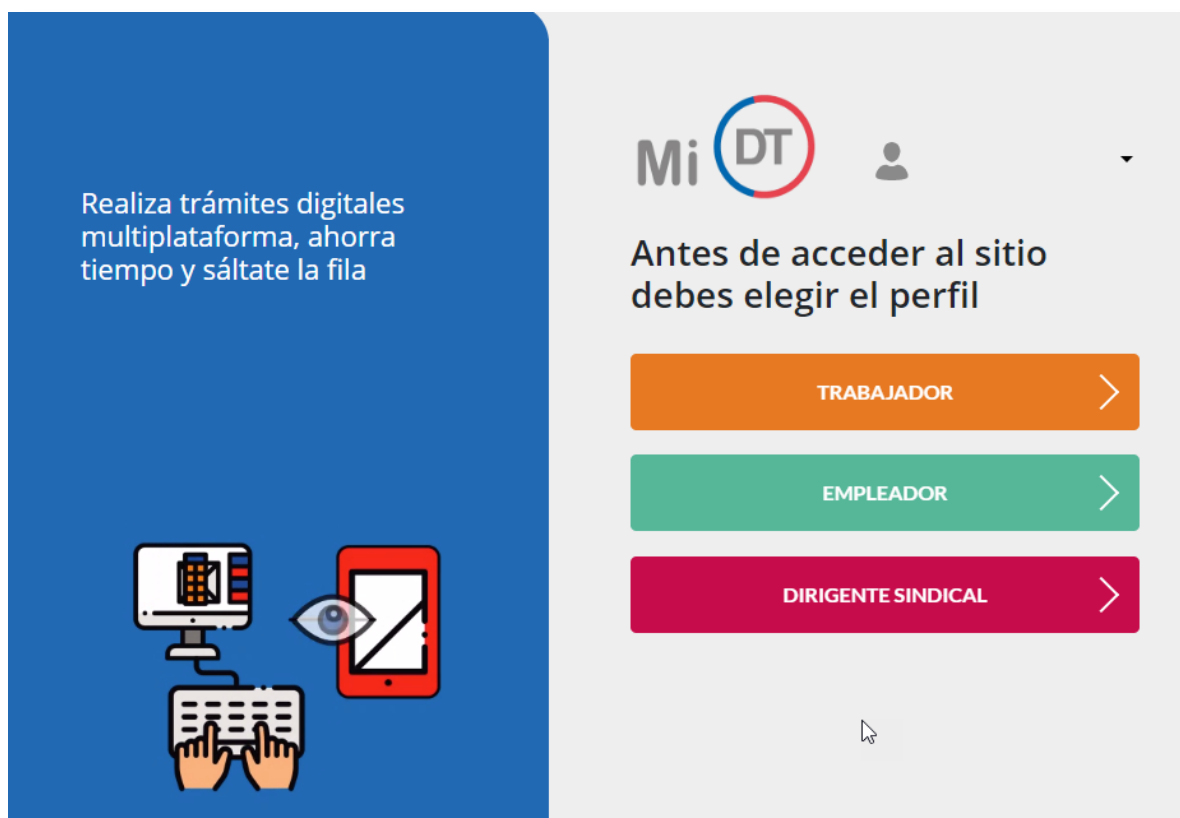 Realiza trámites digitales
multiplataforma, ahorra
tiempo y sáltate la fila
Mi DT
Antes de acceder al sitio
debes elegir el perfil
TRABAJADOR
EMPLEADOR
DIRIGENTE SINDICAL